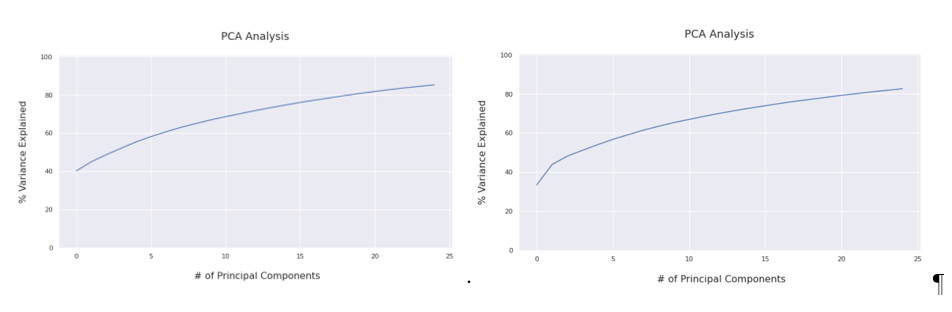 PCA Analysis
100
80
60
40
20
0
% Variance Explained
0 5 10 15 20 25
# of Principal Components
.
PCA Analysis
100
80
60
40
20
0
% Variance Explained
0 5 10 15 20 25
# of Principal Components
¶